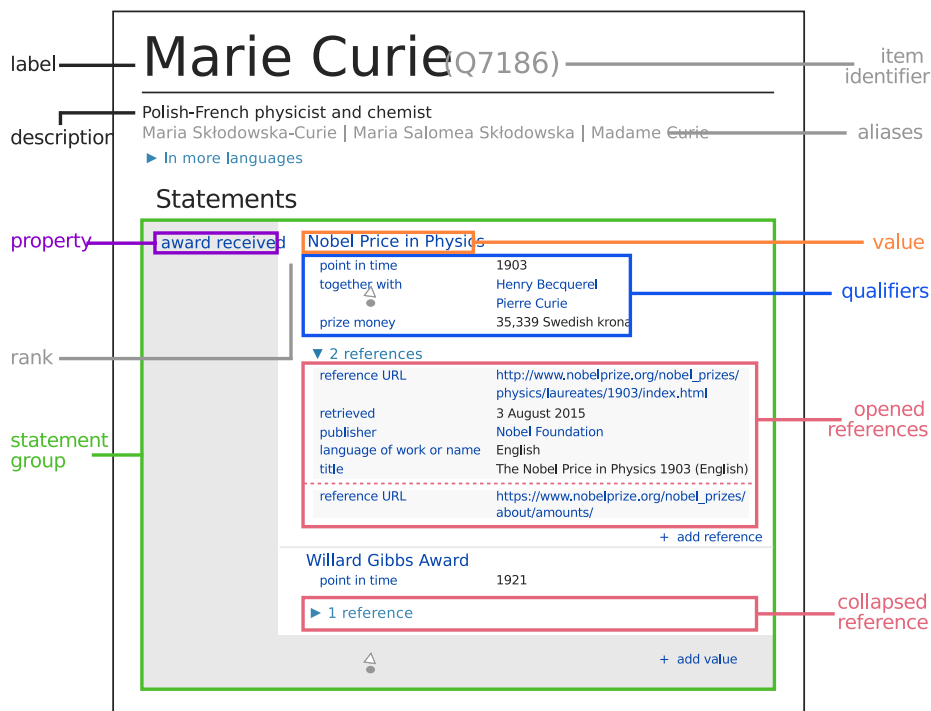 label
Marie Curie (Q7186)
item
identifier
description
Polish-French physicist and chemist
Maria Skłodowska-Curie | Maria Salomea Skłodowska | Madame Curie
aliases
► In more languages
Statements
property
award received
Nobel Price in Physics
value
point in time 1903
together with Henry Becquerel
Pierre Curie
prize money 35,339 Swedish krona
qualifiers
rank
▼ 2 references
reference URL http://www.nobelprize.org/nobel_prizes/
physics/laureates/1903/index.html
retrieved 3 August 2015
publisher Nobel Foundation
language of work or name English
title The Nobel Price in Physics 1903 (English)
opened
references
statement
group
reference URL https://www.nobelprize.org/nobel_prizes/
about/amounts/
+ add reference
Willard Gibbs Award
point in time 1921
► 1 reference
collapsed
reference
+ add value